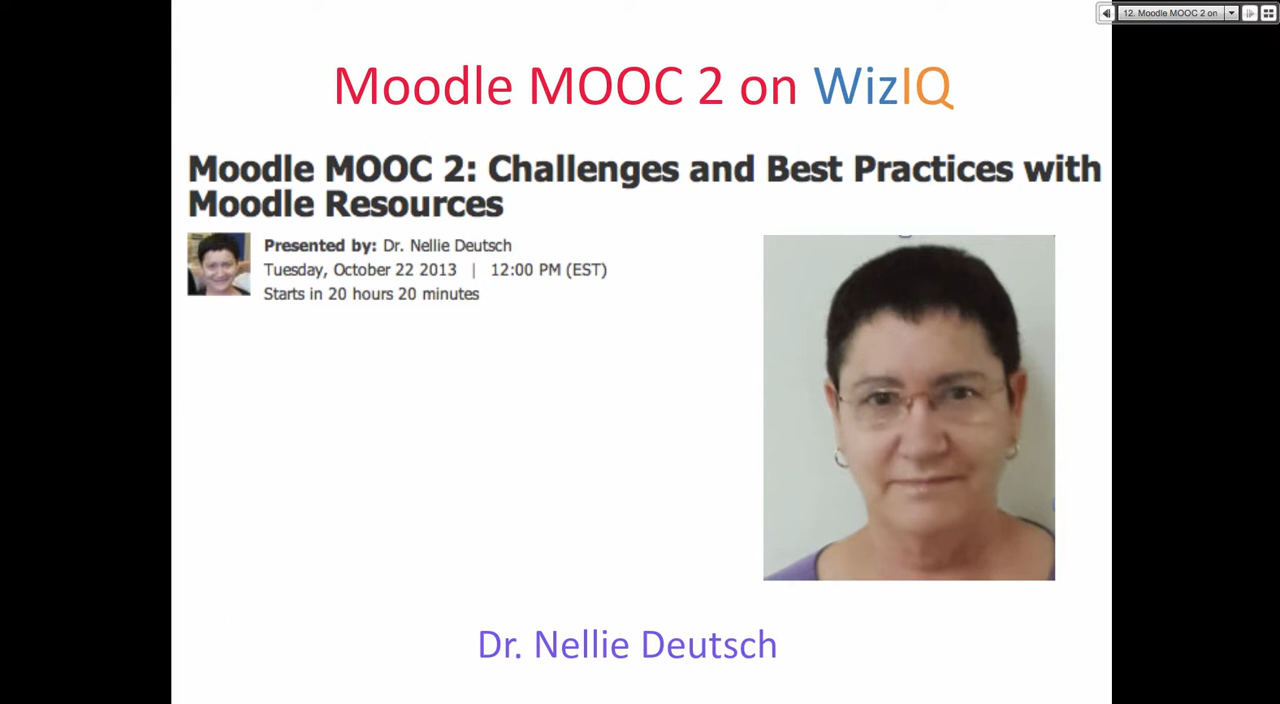 12. Moodle MOOC 2 on
Moodle MOOC 2 on WizIQ
Moodle MOOC 2: Challenges and Best Practices with
Moodle Resources
Presented by: Dr. Nellie Deutsch
Tuesday, October 22 2013 | 12:00 PM (EST)
Starts in 20 hours 20 minutes
Dr. Nellie Deutsch